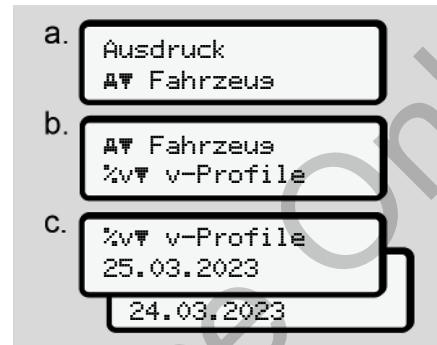 a.
Ausdruck
Fahrzeug
b.
Fahrzeug
%v▼ v-Profile
c.
%v▼ v-Profile
25.03.2023
24.03.2023